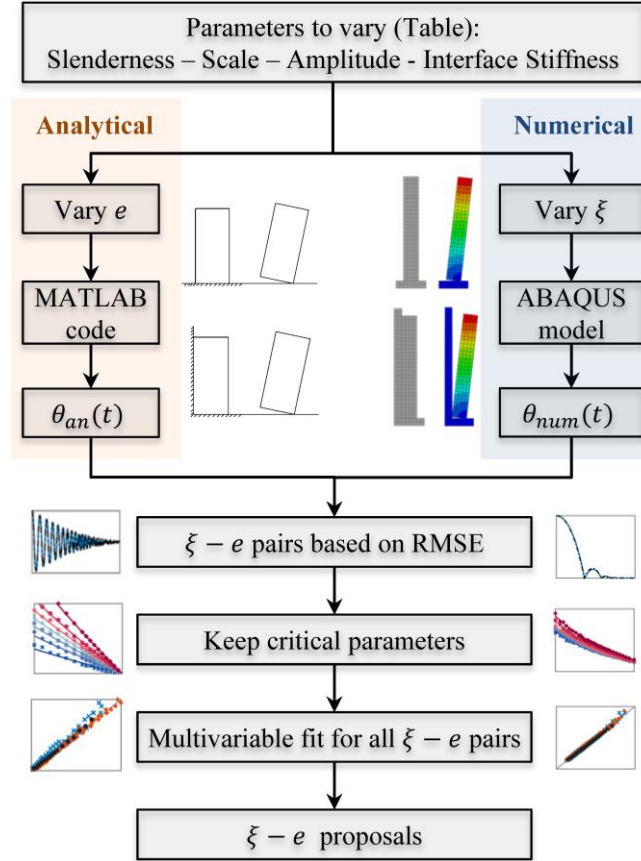 Parameters to vary (Table):
Slenderness – Scale – Amplitude - Interface Stiffness
Analytical
Numerical
Vary e
Vary ξ
MATLAB
code
ABAQUS
model
θan(t)
θnum(t)
ξ − e pairs based on RMSE
Keep critical parameters
Multivariable fit for all ξ − e pairs
ξ − e proposals